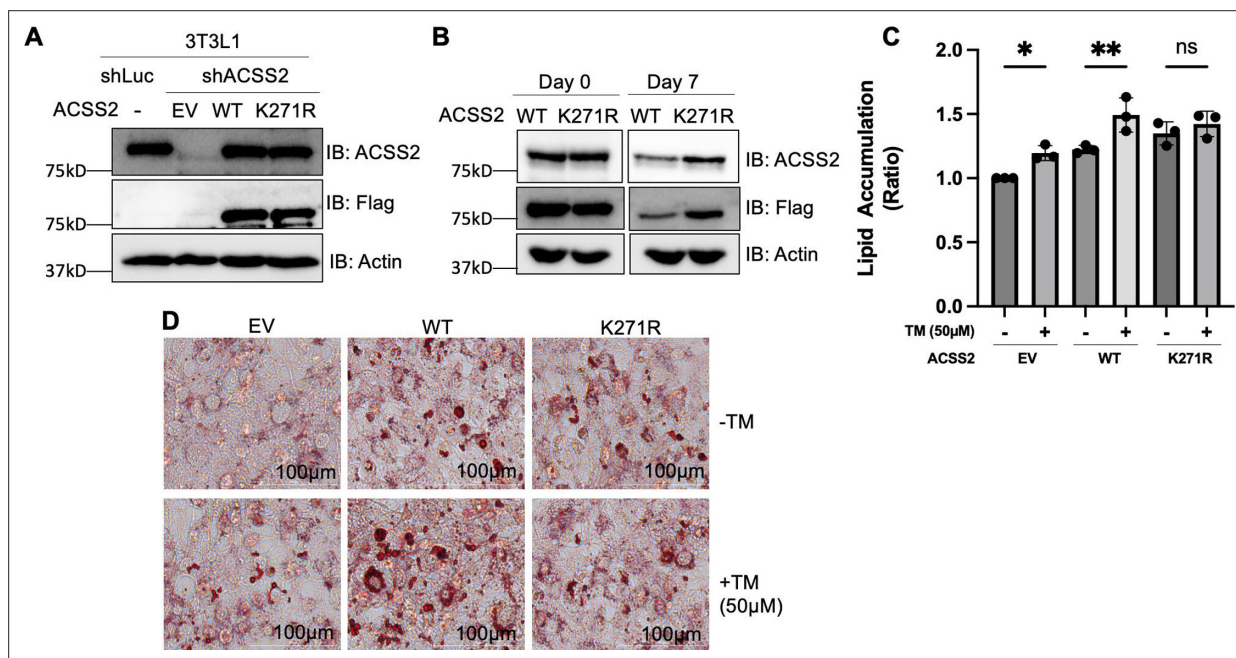 A
3T3L1
shLuc shACSS2
ACSS2 - EV WT K271R
IB: ACSS2
75kD
IB: Flag
75kD
IB: Actin
37kD
B
Day 0 Day 7
ACSS2 WT K271R WT K271R
IB: ACSS2
75kD
IB: Flag
75kD
IB: Actin
37kD
C
* ** ns
2.0
1.5
1.0
0.5
0.0
Lipid Accumulation
(Ratio)
TM (50μM) - + - + - +
ACSS2 EV WT K271R
D
EV WT K271R
-TM
100μm 100μm 100μm
+TM
(50μM)
100μm 100μm 100μm